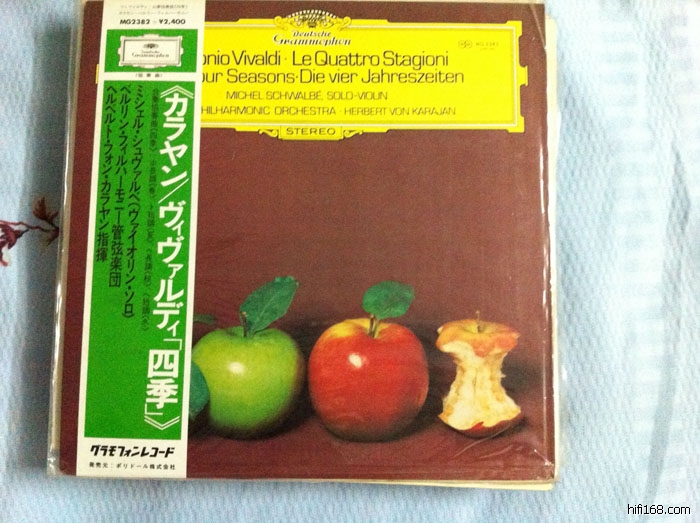 MG2382 · ¥2,400
Deutsche
Grammophon
《カラヤン/ヴィヴァルディ「四季」》
ミシェル・シュヴァルベ(ヴァイオリン・ソロ)
ベルリン・フィルハーモニー管弦楽団
ヘルベルト・フォン・カラヤン指揮
グラモフォンレコード
発売元:ポリドール株式会社
Deutsche
Grammophon
onio Vivaldi · Le Quattro Stagioni
our Seasons · Die vier Jahreszeiten
MICHEL SCHWALBÉ, SOLO-VIOLIN
HILHARMONIC ORCHESTRA · HERBERT VON KARAJAN
STEREO
hifi168.com